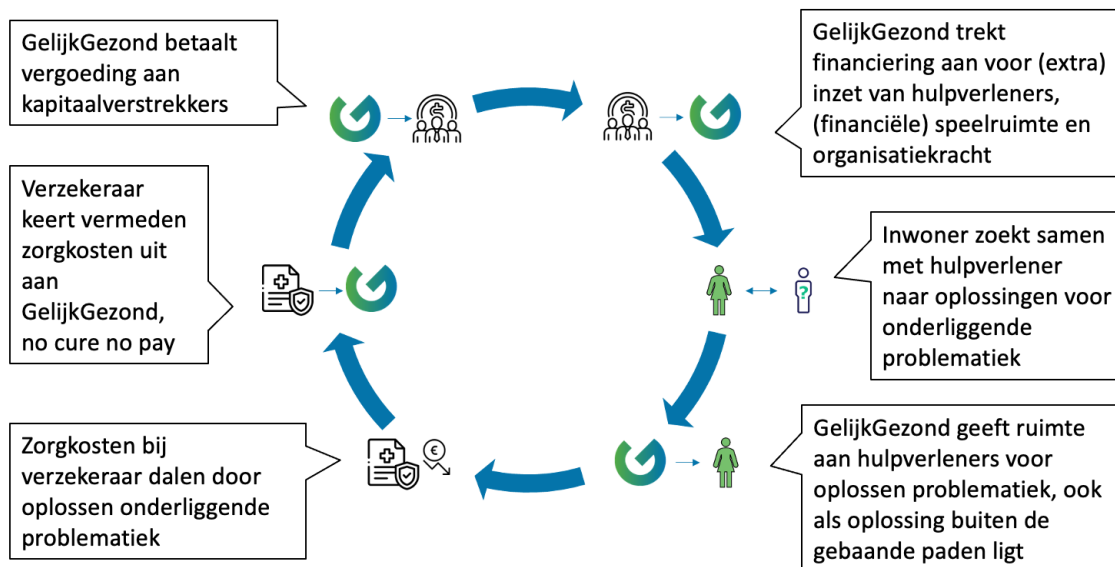 GelijkGezond betaalt
vergoeding aan
kapitaalverstrekkers
GelijkGezond trekt
financiering aan voor (extra)
inzet van hulpverleners,
(financiële) speelruimte en
organisatiekracht
Inwoner zoekt samen
met hulpverlener
naar oplossingen voor
onderliggende
problematiek
GelijkGezond geeft ruimte
aan hulpverleners voor
oplossen problematiek, ook
als oplossing buiten de
gebaande paden ligt
Zorgkosten bij
verzekeraar dalen door
oplossen onderliggende
problematiek
Verzekeraar
keert vermeden
zorgkosten uit
aan
GelijkGezond,
no cure no pay